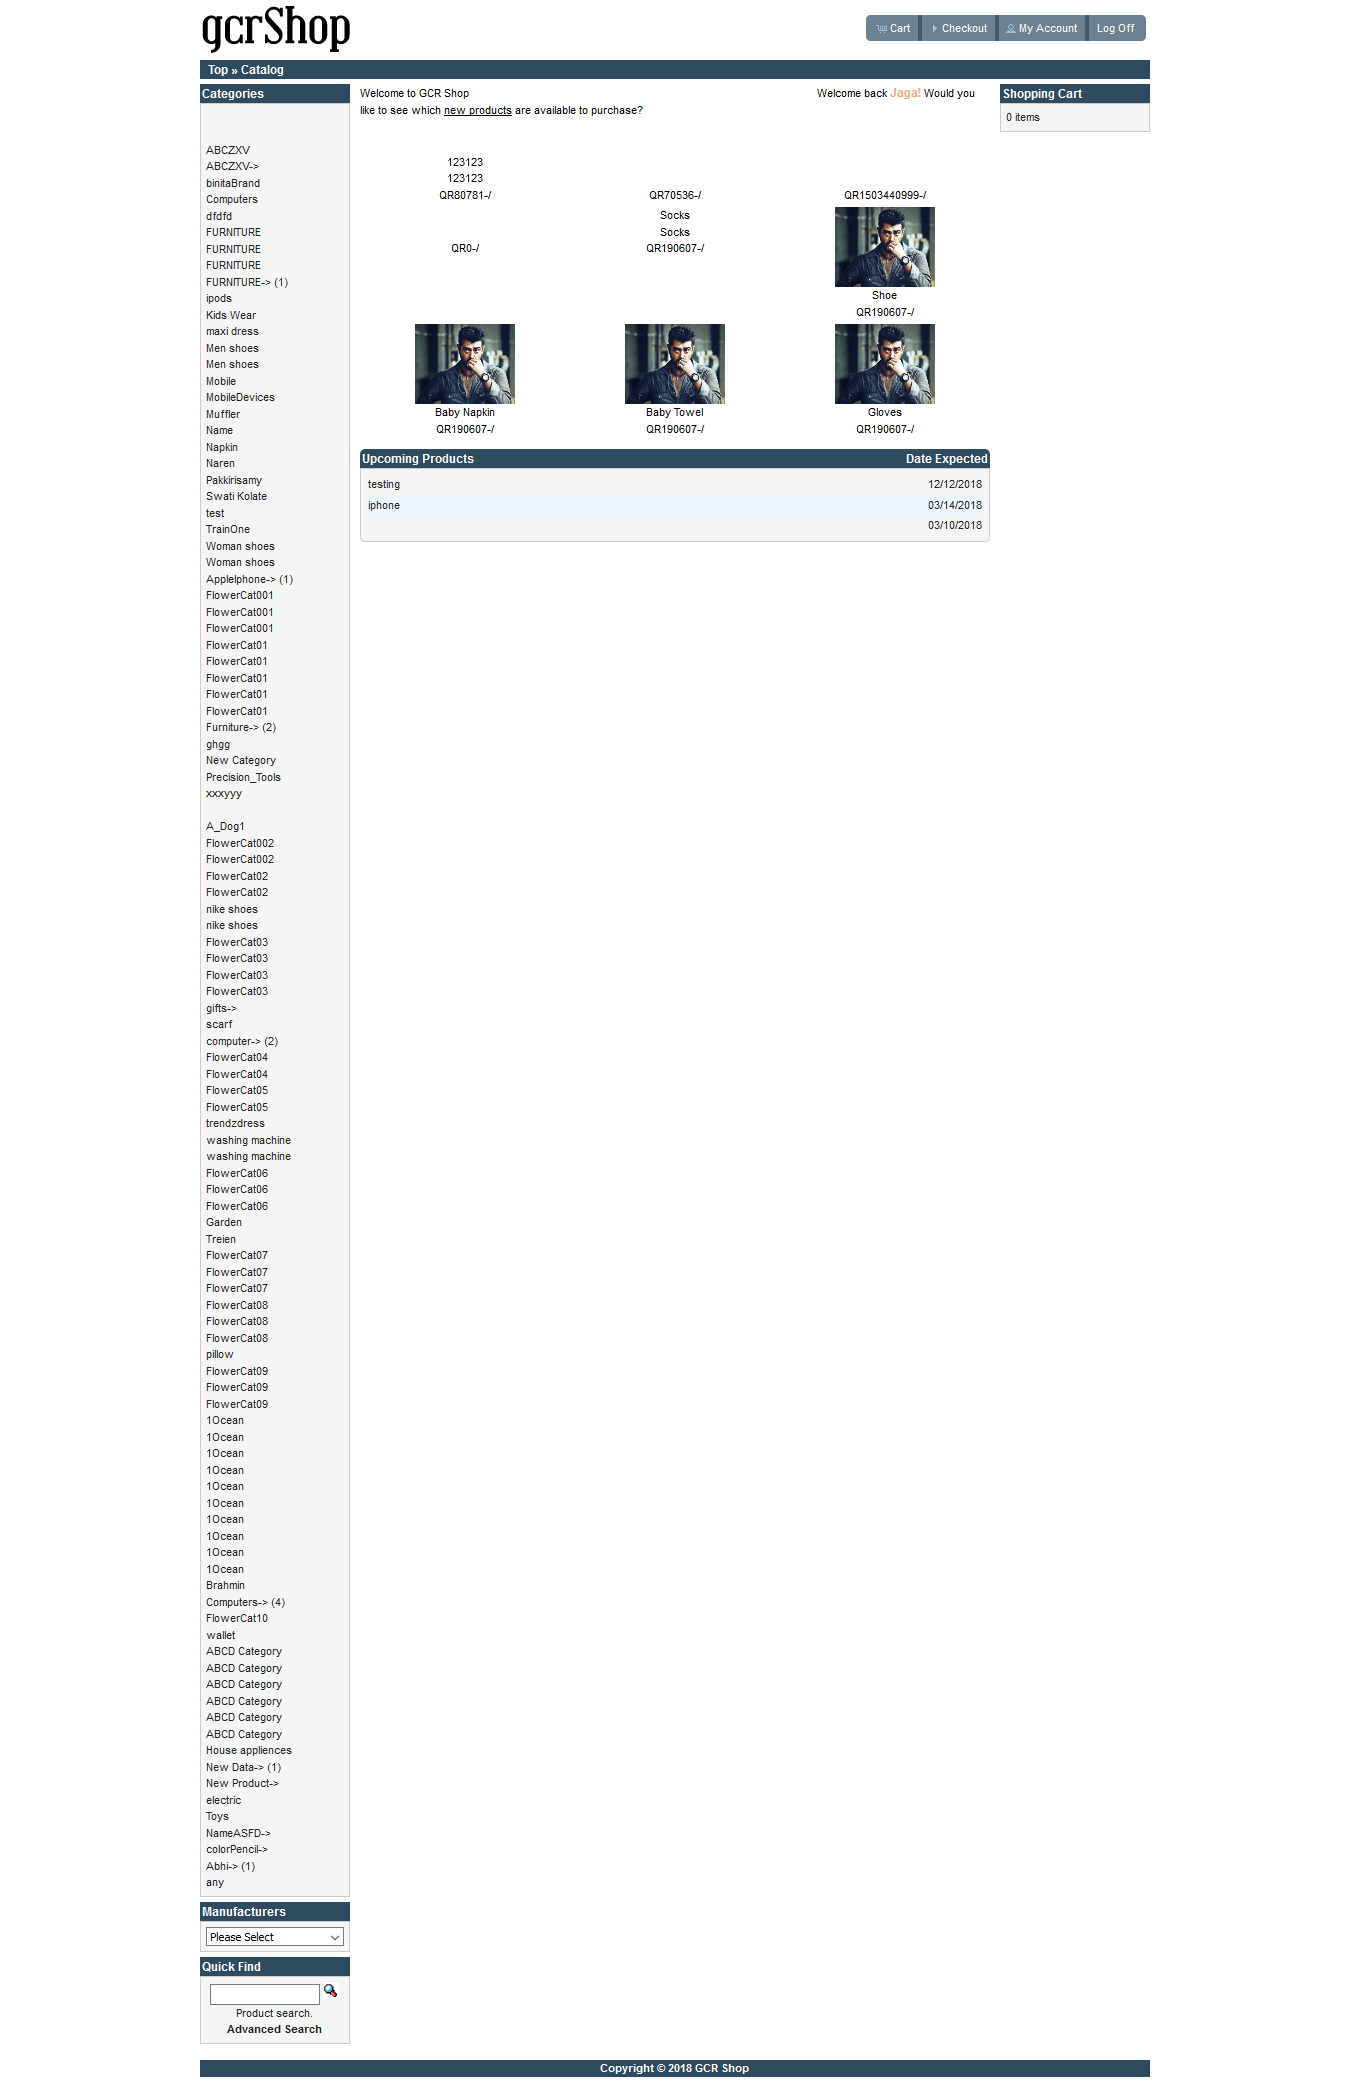 gcrShop
Cart
Checkout
My Account
Log Off
Top » Catalog
Categories
ABCZXV
ABCZXV->
binitaBrand
Computers
dfdfd
FURNITURE
FURNITURE
FURNITURE
FURNITURE-> (1)
ipods
Kids Wear
maxi dress
Men shoes
Men shoes
Mobile
MobileDevices
Muffler
Name
Napkin
Naren
Pakkirisamy
Swati Kolate
test
TrainOne
Woman shoes
Woman shoes
AppleIphone-> (1)
FlowerCat001
FlowerCat001
FlowerCat001
FlowerCat01
FlowerCat01
FlowerCat01
FlowerCat01
FlowerCat01
Furniture-> (2)
ghgg
New Category
Precision_Tools
xxxyyy
A_Dog1
FlowerCat002
FlowerCat002
FlowerCat02
FlowerCat02
nike shoes
nike shoes
FlowerCat03
FlowerCat03
FlowerCat03
FlowerCat03
gifts->
scarf
computer-> (2)
FlowerCat04
FlowerCat04
FlowerCat05
FlowerCat05
trendzdress
washing machine
washing machine
FlowerCat06
FlowerCat06
FlowerCat06
Garden
Treien
FlowerCat07
FlowerCat07
FlowerCat07
FlowerCat08
FlowerCat08
FlowerCat08
pillow
FlowerCat09
FlowerCat09
FlowerCat09
1Ocean
1Ocean
1Ocean
1Ocean
1Ocean
1Ocean
1Ocean
1Ocean
1Ocean
1Ocean
Brahmin
Computers-> (4)
FlowerCat10
wallet
ABCD Category
ABCD Category
ABCD Category
ABCD Category
ABCD Category
ABCD Category
House appliences
New Data-> (1)
New Product->
electric
Toys
NameASFD->
colorPencil->
Abhi-> (1)
any
Manufacturers
Please Select
Quick Find
Product search.
Advanced Search
Welcome to GCR Shop Welcome back Jaga! Would you
like to see which new products are available to purchase?
123123
123123
QR80781-/ QR70536-/ QR1503440999-/
Socks
Socks
QR0-/ QR190607-/
Shoe
QR190607-/
Baby Napkin Baby Towel Gloves
QR190607-/ QR190607-/ QR190607-/
Upcoming Products Date Expected
testing 12/12/2018
iphone 03/14/2018
03/10/2018
Shopping Cart
0 items
Copyright © 2018 GCR Shop